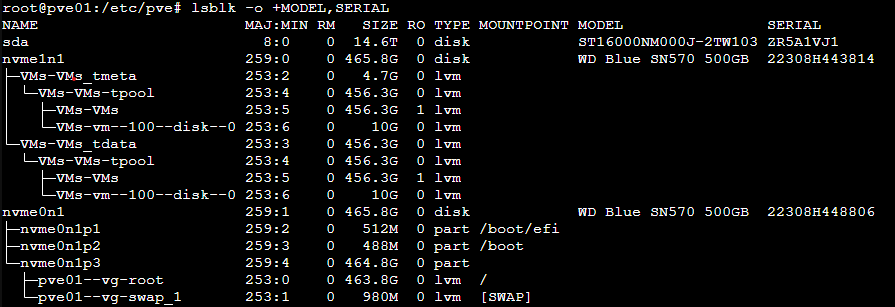 root@pve01:/etc/pve# lsblk -o +MODEL,SERIAL
NAME                         MAJ:MIN RM   SIZE RO TYPE MOUNTPOINT MODEL                SERIAL
sda                            8:0    0  14.6T  0 disk            ST16000NM000J-2TW103 ZR5A1VJ1
nvme1n1                      259:0    0 465.8G  0 disk            WD Blue SN570 500GB  22308H443814
├─VMs-VMs_tmeta              253:2    0   4.7G  0 lvm
│ └─VMs-VMs-tpool            253:4    0 456.3G  0 lvm
│   ├─VMs-VMs                253:5    0 456.3G  1 lvm
│   └─VMs-vm--100--disk--0   253:6    0    10G  0 lvm
└─VMs-VMs_tdata              253:3    0 456.3G  0 lvm
  └─VMs-VMs-tpool            253:4    0 456.3G  0 lvm
    ├─VMs-VMs                253:5    0 456.3G  1 lvm
    └─VMs-vm--100--disk--0   253:6    0    10G  0 lvm
nvme0n1                      259:1    0 465.8G  0 disk            WD Blue SN570 500GB  22308H448806
├─nvme0n1p1                  259:2    0   512M  0 part /boot/efi
├─nvme0n1p2                  259:3    0   488M  0 part /boot
└─nvme0n1p3                  259:4    0 464.8G  0 part
  ├─pve01--vg-root           253:0    0 463.8G  0 lvm  /
  └─pve01--vg-swap_1         253:1    0   980M  0 lvm  [SWAP]